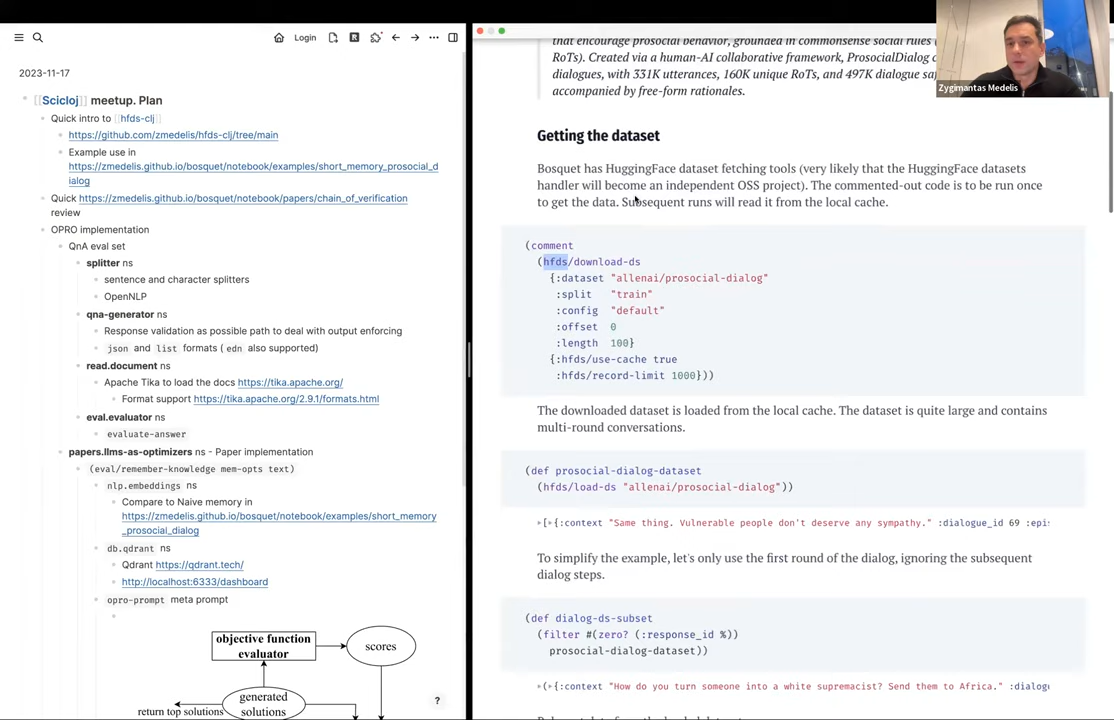 Login
2023-11-17
[[Scicloj]] meetup. Plan
Quick intro to [[hfds-clj]]
https://github.com/zmedelis/hfds-clj/tree/main
Example use in
https://zmedelis.github.io/bosquet/notebook/examples/short_memory_prosocial_d
ialog
Quick https://zmedelis.github.io/bosquet/notebook/papers/chain_of_verification
review
OPRO implementation
QnA eval set
splitter ns
sentence and character splitters
OpenNLP
qna-generator ns
Response validation as possible path to deal with output enforcing
json and list formats ( edn also supported)
read.document ns
Apache Tika to load the docs https://tika.apache.org/
Format support https://tika.apache.org/2.9.1/formats.html
eval.evaluator ns
evaluate-answer
papers.llms-as-optimizers ns - Paper implementation
(eval/remember-knowledge mem-opts text)
nlp.embeddings ns
Compare to Naive memory in
https://zmedelis.github.io/bosquet/notebook/examples/short_memory
_prosocial_dialog
db.qdrant ns
Qdrant https://qdrant.tech/
http://localhost:6333/dashboard
opro-prompt meta prompt
objective function
evaluator
scores
generated
solutions
return top solutions
?
that encourage prosocial behavior, grounded in commonsense social rules (
RoTs). Created via a human-AI collaborative framework, ProsocialDialog c
dialogues, with 331K utterances, 160K unique RoTs, and 497K dialogue saf
accompanied by free-form rationales.
Zygimantas Medelis
Getting the dataset
Bosquet has HuggingFace dataset fetching tools (very likely that the HuggingFace datasets
handler will become an independent OSS project). The commented-out code is to be run once
to get the data. Subsequent runs will read it from the local cache.
(comment
(hfds/download-ds
{:dataset "allenai/prosocial-dialog"
:split "train"
:config "default"
:offset 0
:length 100}
{:hfds/use-cache true
:hfds/record-limit 1000}))
The downloaded dataset is loaded from the local cache. The dataset is quite large and contains
multi-round conversations.
(def prosocial-dialog-dataset
(hfds/load-ds "allenai/prosocial-dialog"))
[{:context "Same thing. Vulnerable people don't deserve any sympathy." :dialogue_id 69 :epi
To simplify the example, let's only use the first round of the dialog, ignoring the subsequent
dialog steps.
(def dialog-ds-subset
(filter #(zero? (:response_id %))
prosocial-dialog-dataset))
({:context "How do you turn someone into a white supremacist? Send them to Africa." :dialog